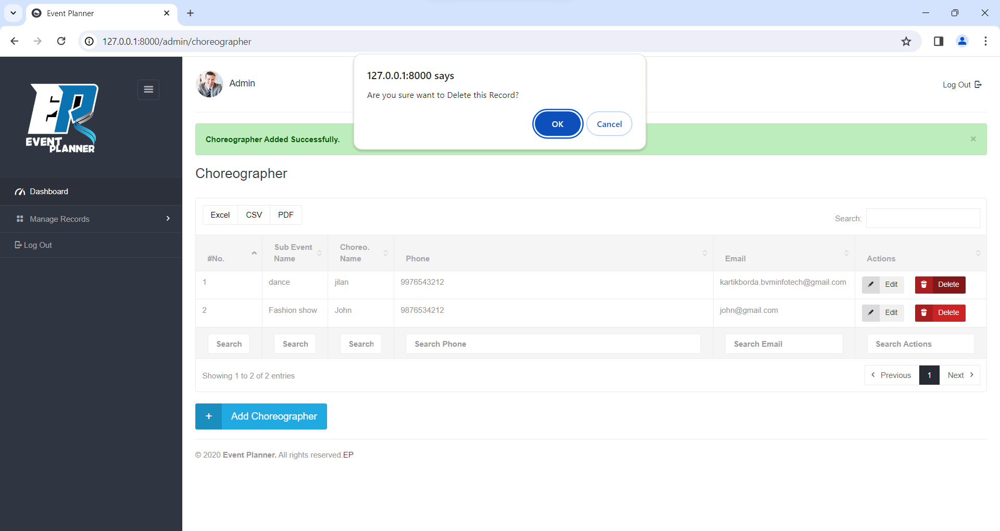 Event Planner
127.0.0.1:8000/admin/choreographer
127.0.0.1:8000 says
Are you sure want to Delete this Record?
OK
Cancel
EVENT
PLANNER
Admin
Log Out
Choreographer Added Successfully.
×
Dashboard
Manage Records
Log Out
Choreographer
Excel
CSV
PDF
Search:
#No.
Sub Event
Name
Choreo.
Name
Phone
Email
Actions
1
dance
jilan
9976543212
kartikborda.bvminfotech@gmail.com
Edit
Delete
2
Fashion show
John
9876534212
john@gmail.com
Edit
Delete
Search
Search
Search
Search Phone
Search Email
Search Actions
Showing 1 to 2 of 2 entries
Previous
1
Next
+ Add Choreographer
© 2020 Event Planner. All rights reserved.EP